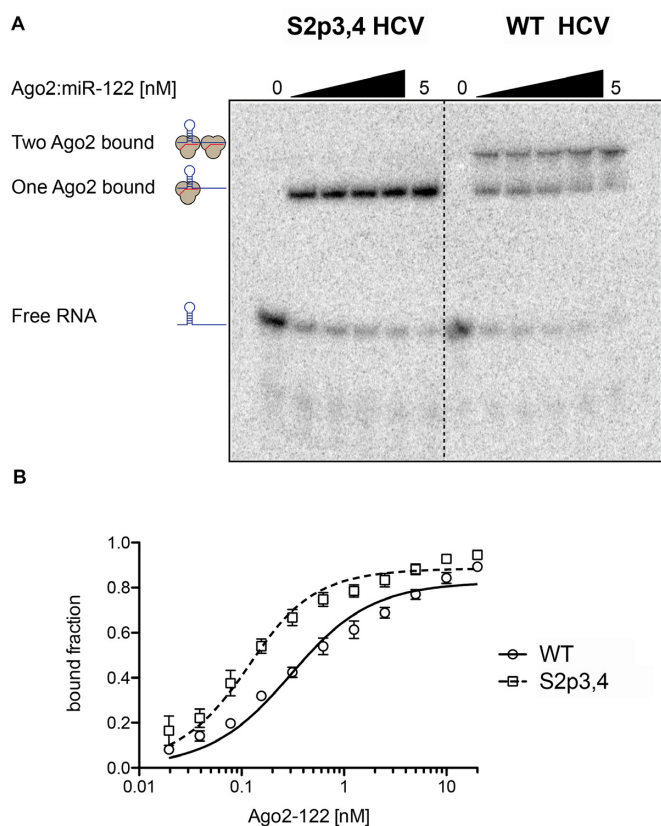 A
S2p3,4 HCV WT HCV
Ago2:miR-122 [nM] 0 5 0 5
Two Ago2 bound
One Ago2 bound
Free RNA
B
1.0
0.8
0.6
0.4
0.2
0.0
bound fraction
0.01 0.1 1 10
Ago2-122 [nM]
WT
S2p3,4